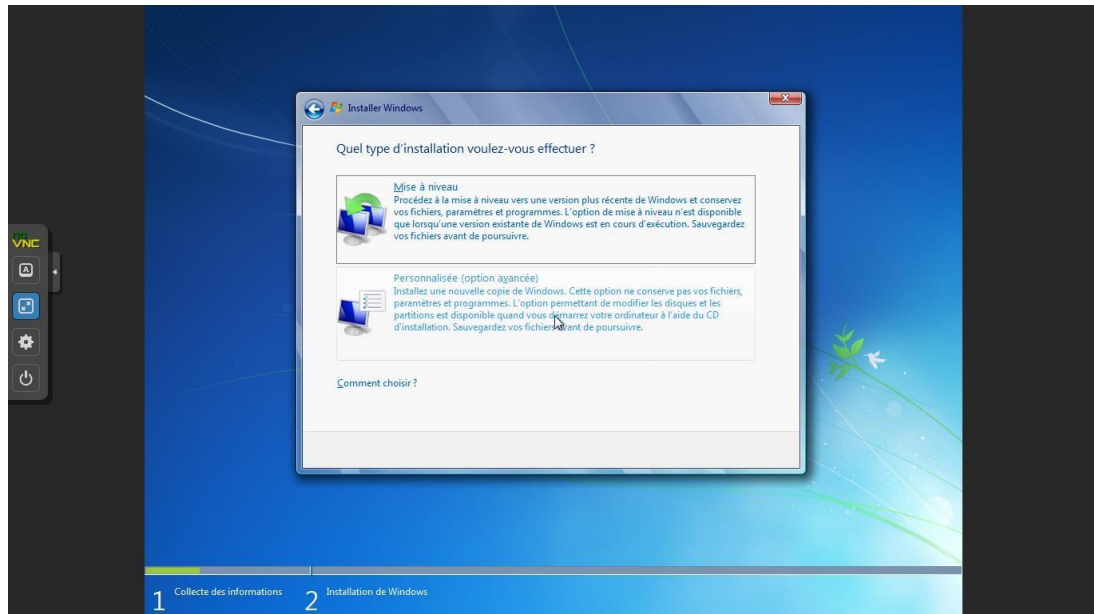 Installer Windows
Quel type d'installation voulez-vous effectuer ?
Mise à niveau
Procédez à la mise à niveau vers une version plus récente de Windows et conservez
vos fichiers, paramètres et programmes. L'option de mise à niveau n'est disponible
que lorsqu'une version existante de Windows est en cours d'exécution. Sauvegardez
vos fichiers avant de poursuivre.
VNC
A
Personnalisée (option avancée)
Installez une nouvelle copie de Windows. Cette option ne conserve pas vos fichiers,
paramètres et programmes. L'option permettant de modifier les disques et les
partitions est disponible quand vous démarrez votre ordinateur à l'aide du CD
d'installation. Sauvegardez vos fichiers avant de poursuivre.
Comment choisir ?
1 Collecte des informations
2 Installation de Windows